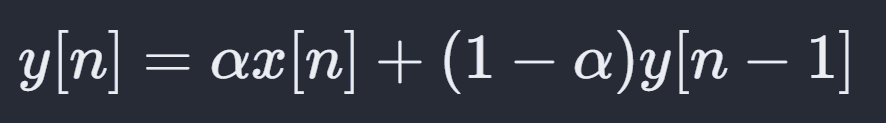 y[n] = αx[n] + (1 − α)y[n − 1]